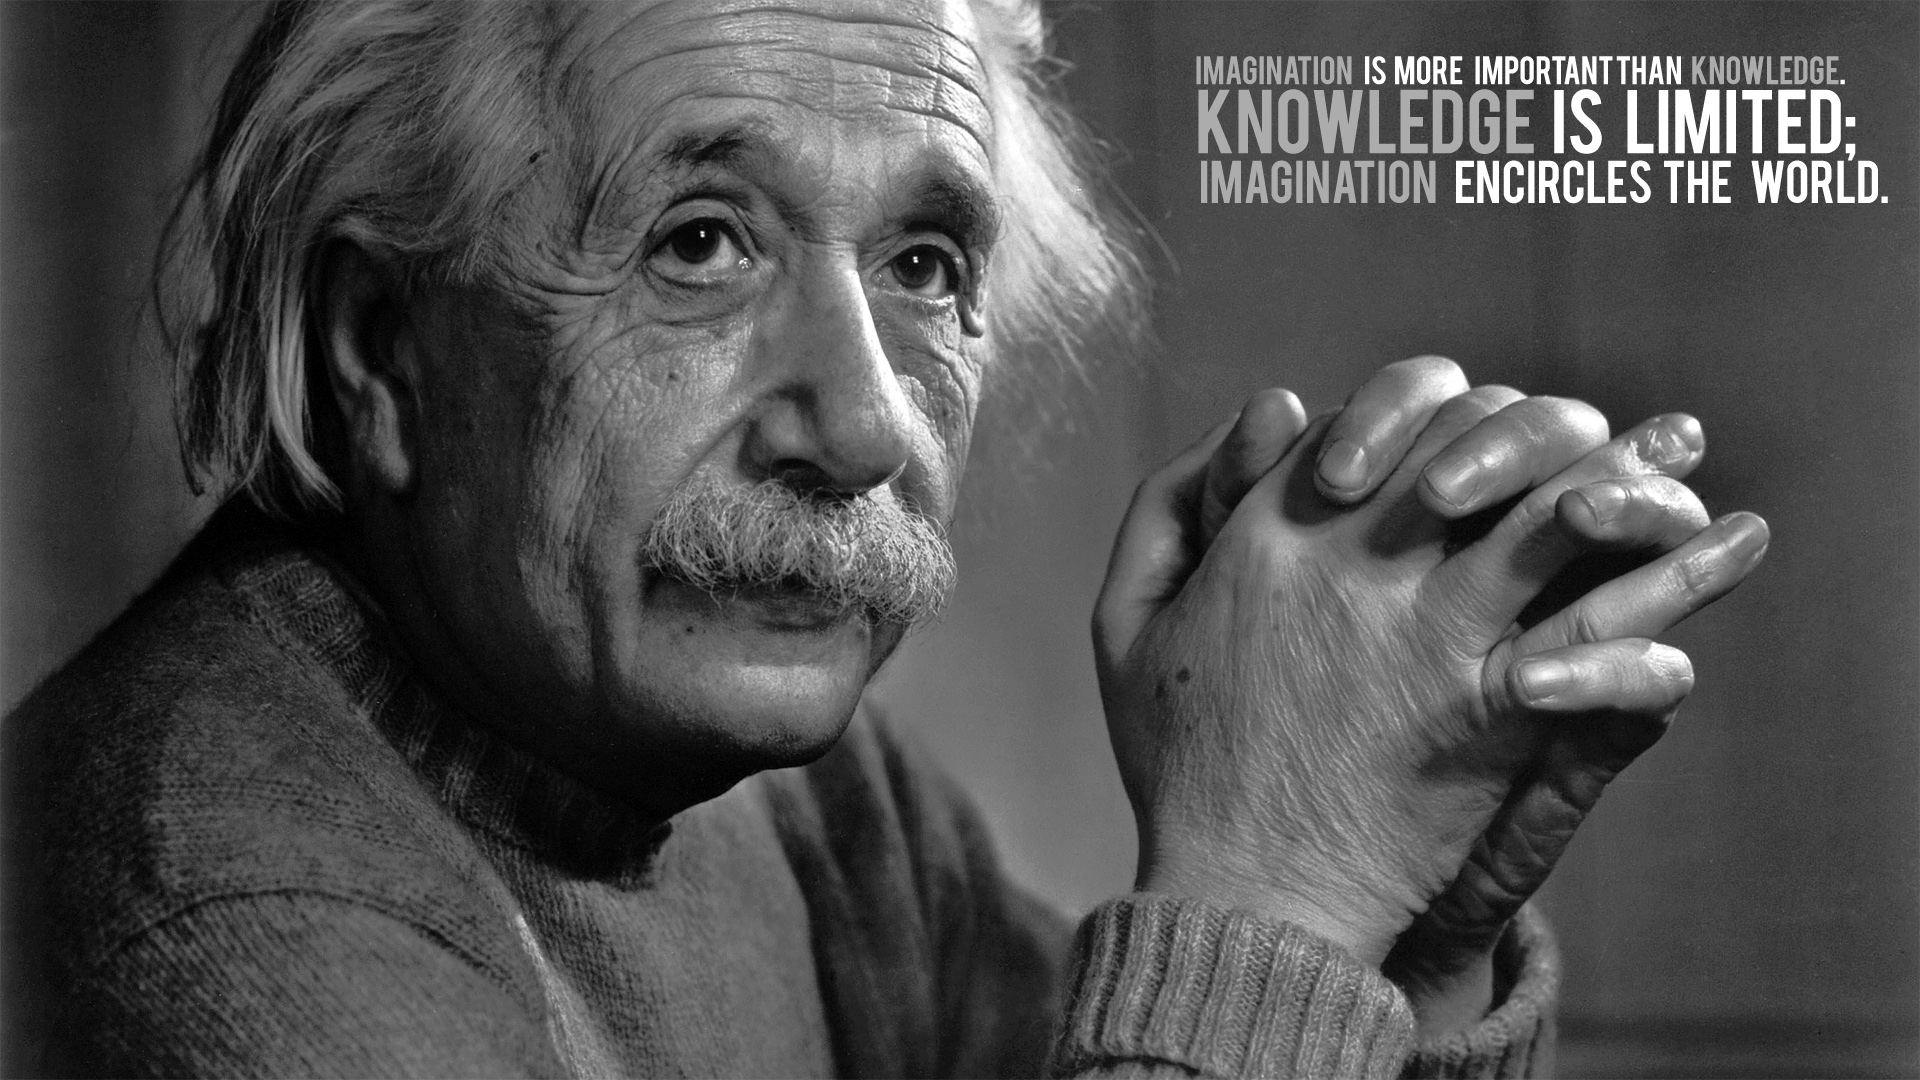 IMAGINATION IS MORE IMPORTANT THAN KNOWLEDGE.
KNOWLEDGE IS LIMITED;
IMAGINATION ENCIRCLES THE WORLD.